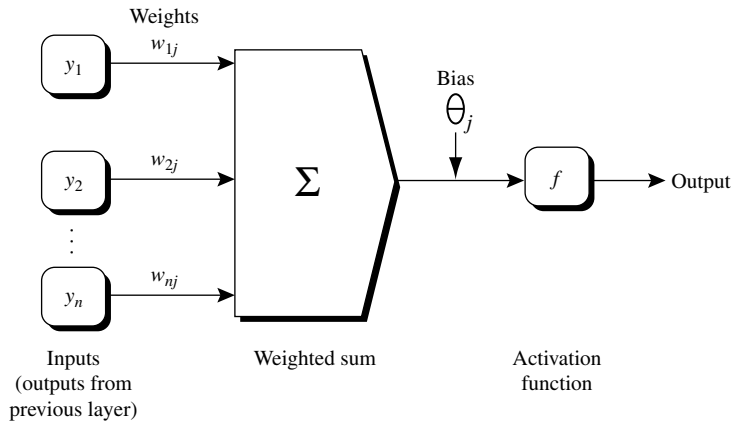 Weights
y1
w1j
y2
w2j
. . .
yn
wnj
Σ
Bias
θj
f
Output
Inputs
(outputs from
previous layer)
Weighted sum
Activation
function